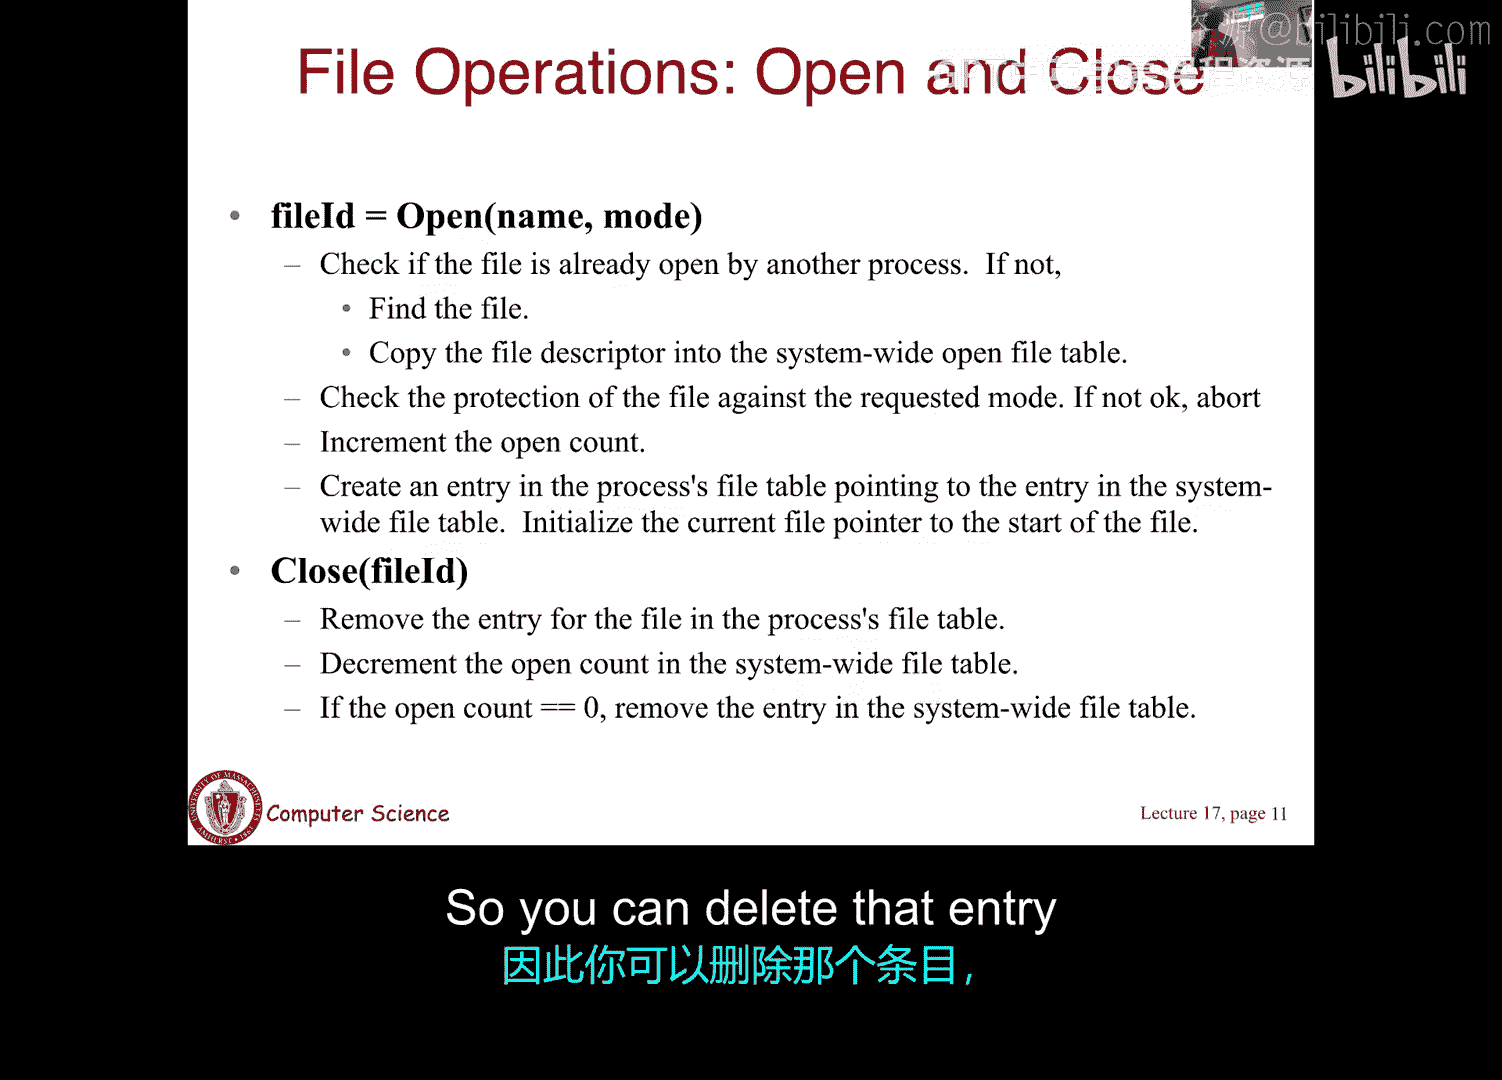 File Operations: Open and Close
源@bilibili.com
bilibili
• fileId = Open(name, mode)
– Check if the file is already open by another process.  If not,
• Find the file.
• Copy the file descriptor into the system-wide open file table.
– Check the protection of the file against the requested mode. If not ok, abort
– Increment the open count.
– Create an entry in the process's file table pointing to the entry in the system-
wide file table.  Initialize the current file pointer to the start of the file.
• Close(fileId)
– Remove the entry for the file in the process's file table.
– Decrement the open count in the system-wide file table.
– If the open count == 0, remove the entry in the system-wide file table.
Computer Science
Lecture 17, page 11
So you can delete that entry
因此你可以删除那个条目，